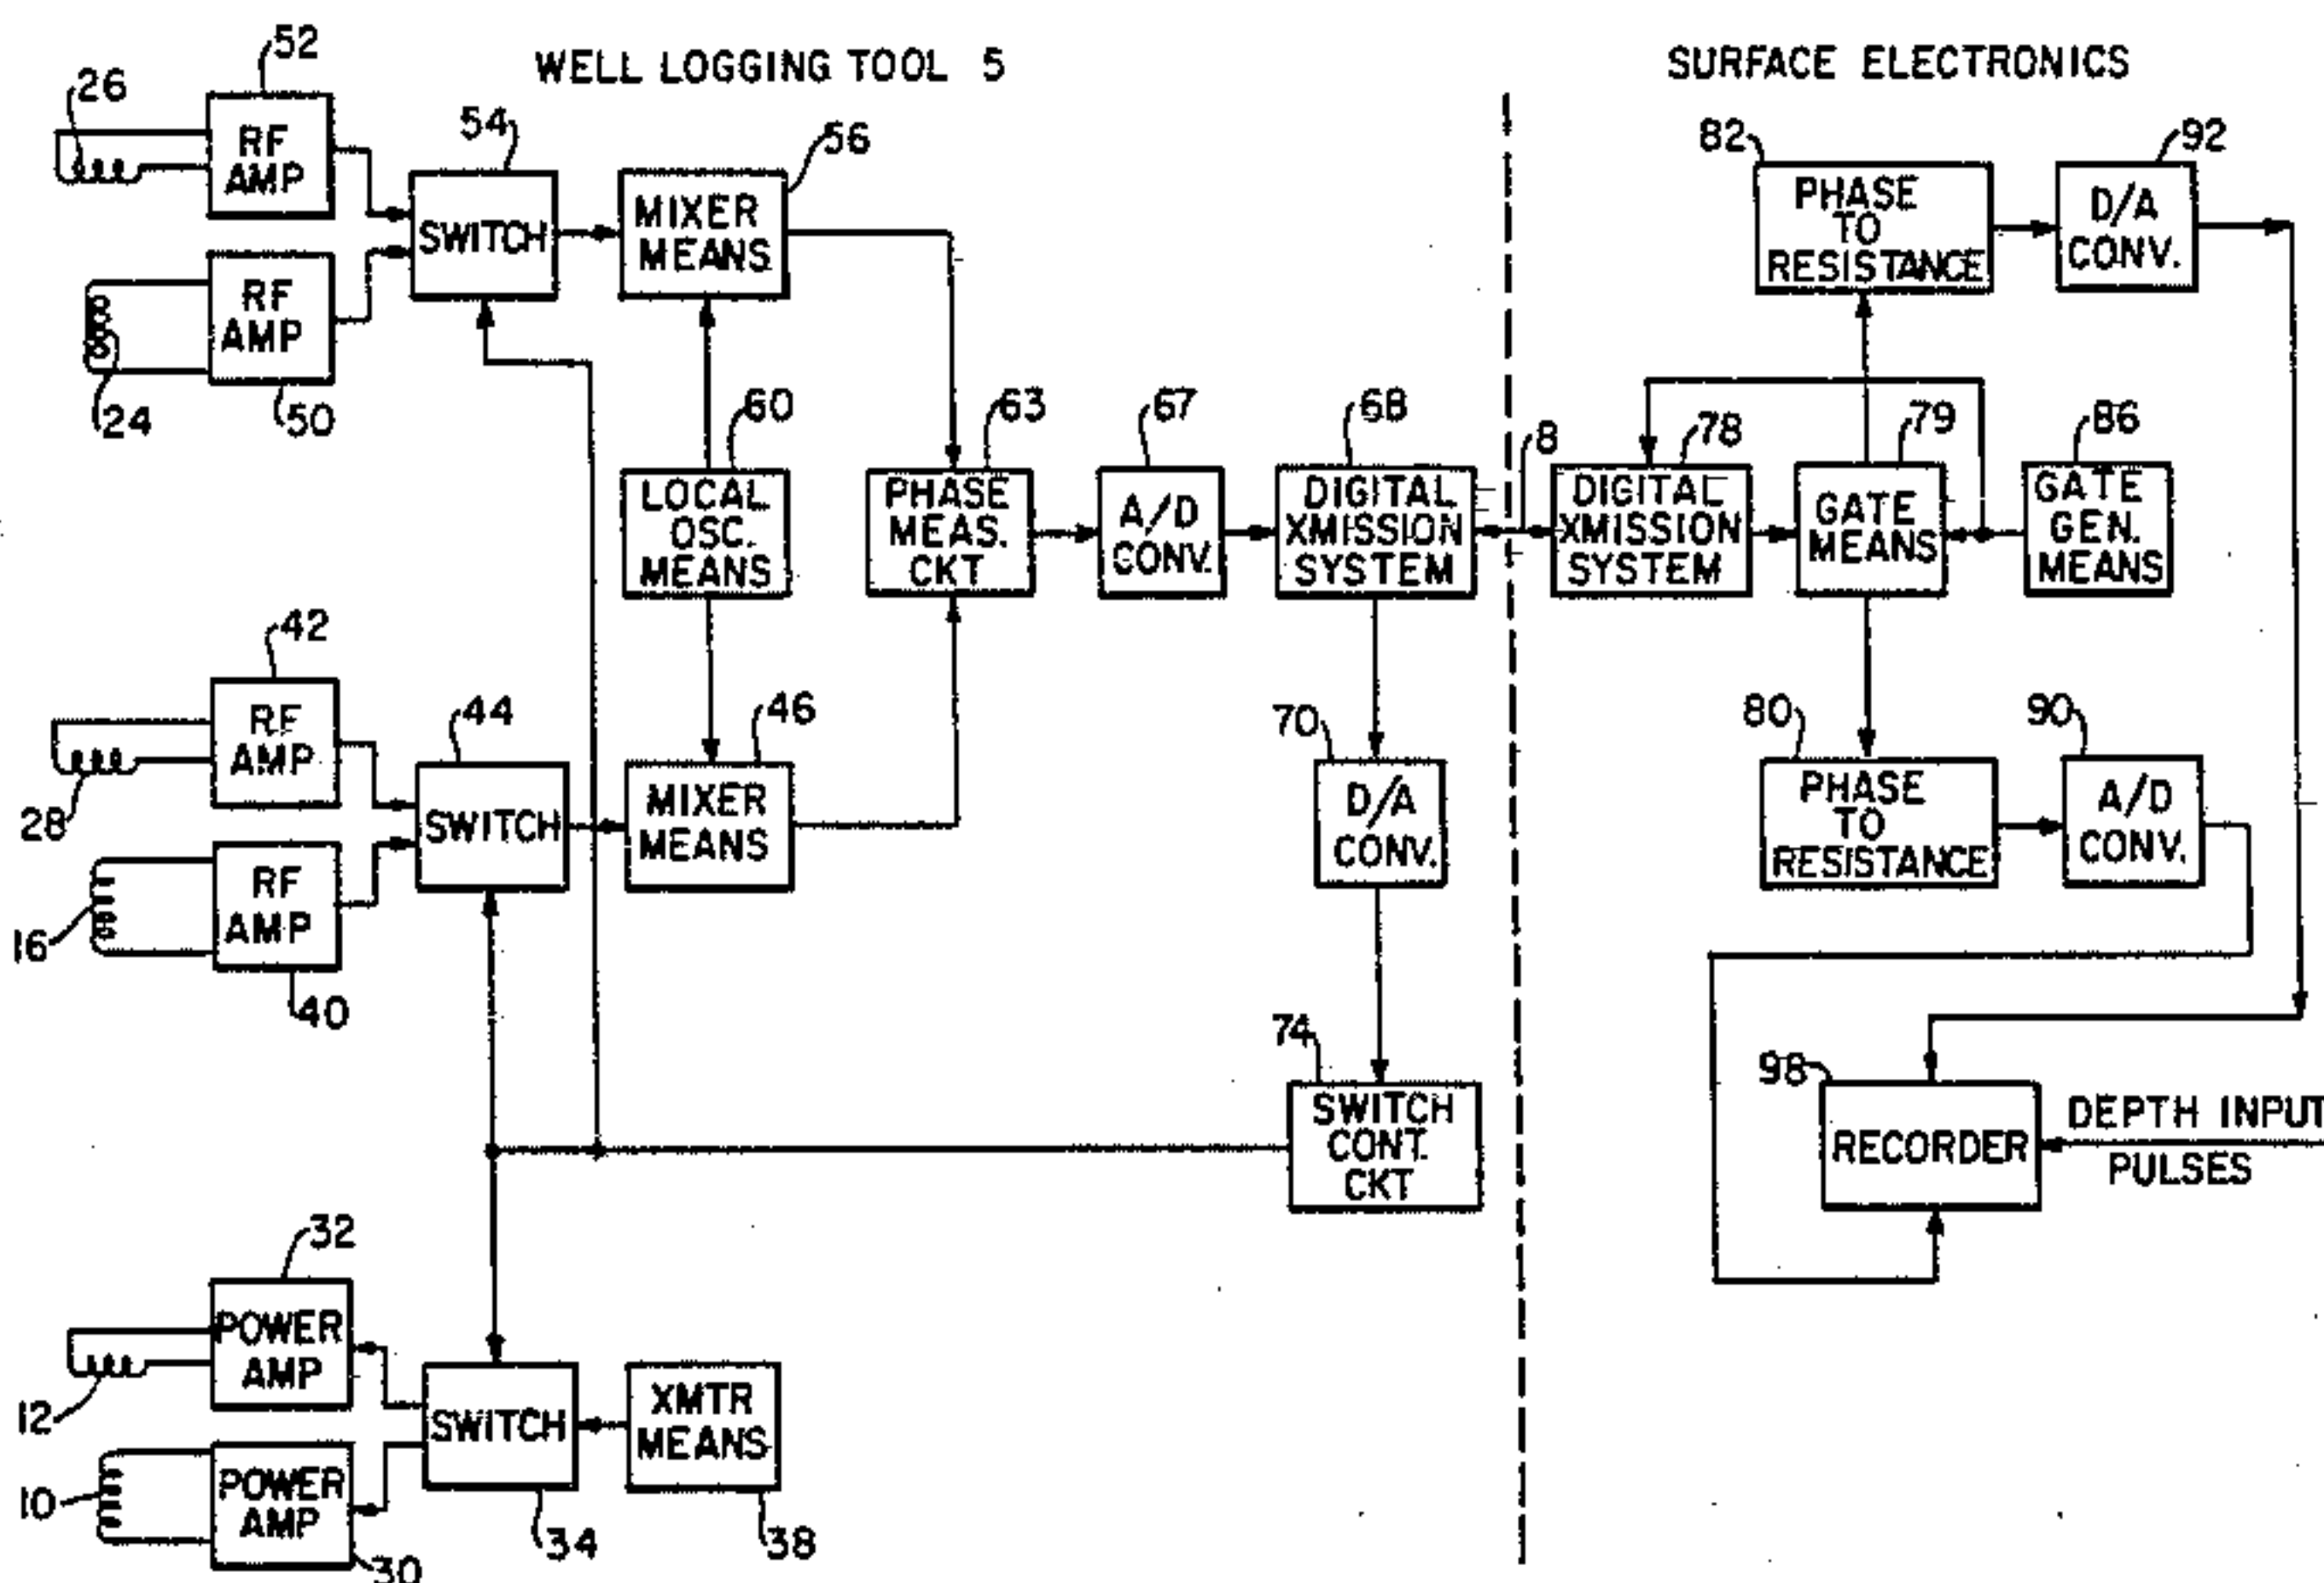 WELL LOGGING TOOL 5
SURFACE ELECTRONICS
52
26
RF
AMP
54
SWITCH
56
MIXER
MEANS
82
PHASE
TO
RESISTANCE
92
D/A
CONV.
24
RF
AMP
50
60
LOCAL
OSC.
MEANS
63
PHASE
MEAS.
CKT
67
A/D
CONV.
68
DIGITAL
XMISSION
SYSTEM
8
78
DIGITAL
XMISSION
SYSTEM
79
GATE
MEANS
86
GATE
GEN.
MEANS
42
28
RF
AMP
44
SWITCH
46
MIXER
MEANS
70
D/A
CONV.
80
PHASE
TO
RESISTANCE
90
A/D
CONV.
16
RF
AMP
40
74
SWITCH
CONT.
CKT
98
RECORDER
DEPTH INPUT
PULSES
32
12
POWER
AMP
SWITCH
34
XMTR
MEANS
38
10
POWER
AMP
30